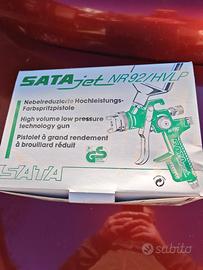 SATAjet NR92/HVLP
Nebelreduzierte Hochleistungs-
Farbspritzpistole
High volume low pressure
technology gun
Pistolet à grand rendement
à brouillard réduit
SATA
GS
subito